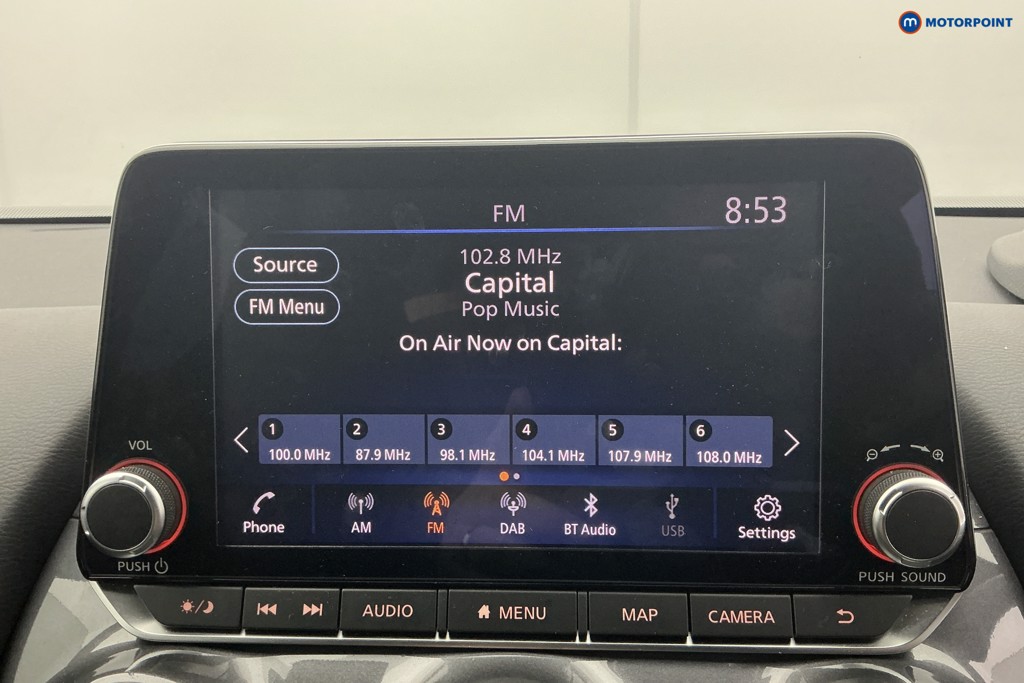 MOTORPOINT
FM
8:53
Source
102.8 MHz
Capital
FM Menu
Pop Music
On Air Now on Capital:
1 2 3 4 5 6
100.0 MHz 87.9 MHz 98.1 MHz 104.1 MHz 107.9 MHz 108.0 MHz
Phone AM FM DAB BT Audio USB Settings
VOL
PUSH
PUSH SOUND
AUDIO MENU MAP CAMERA